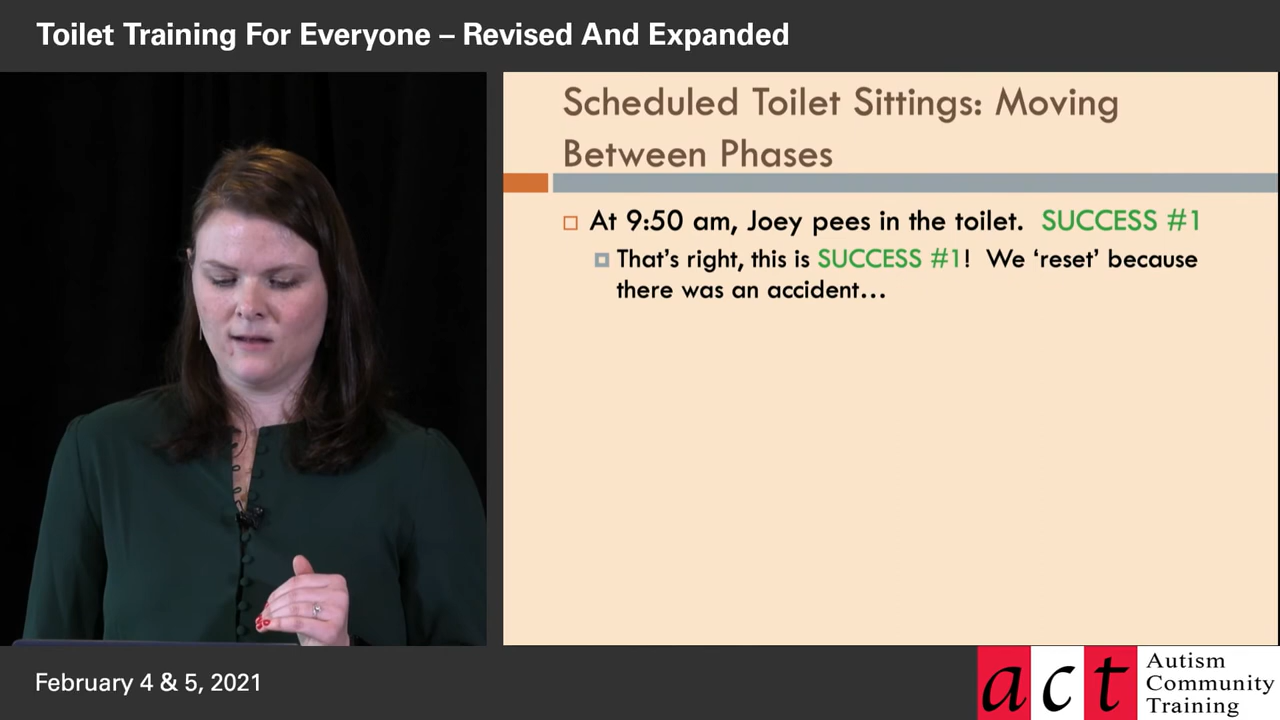 Toilet Training For Everyone – Revised And Expanded
Scheduled Toilet Sittings: Moving
Between Phases
At 9:50 am, Joey pees in the toilet. SUCCESS #1
That's right, this is SUCCESS #1! We 'reset' because
there was an accident...
February 4 & 5, 2021
act
Autism
Community
Training